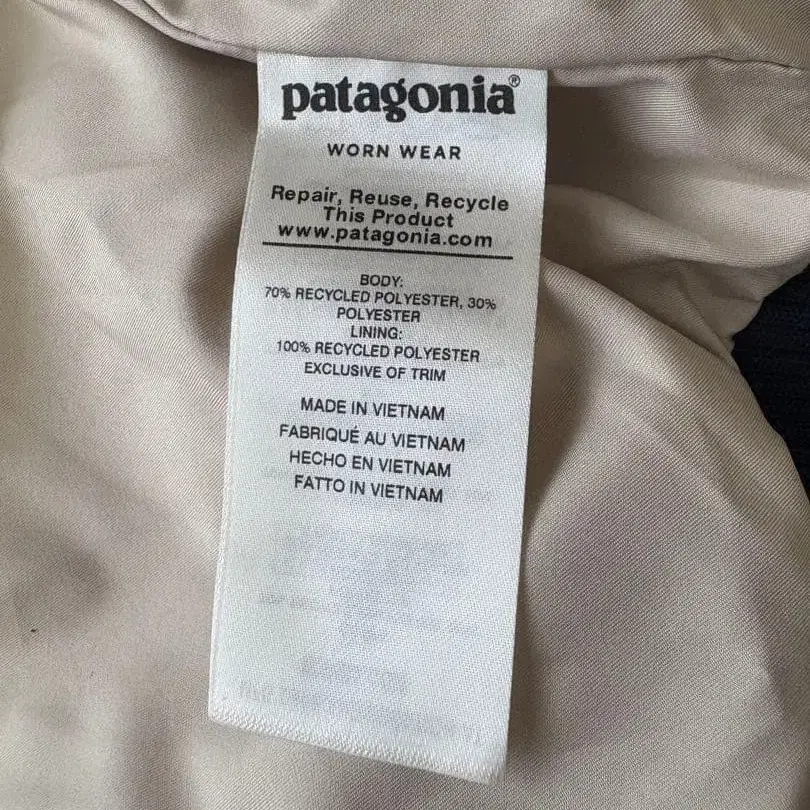 patagonia®
WORN WEAR
Repair, Reuse, Recycle
This Product
www.patagonia.com
BODY:
70% RECYCLED POLYESTER, 30%
POLYESTER
LINING:
100% RECYCLED POLYESTER
EXCLUSIVE OF TRIM
MADE IN VIETNAM
FABRIQUÉ AU VIETNAM
HECHO EN VIETNAM
FATTO IN VIETNAM